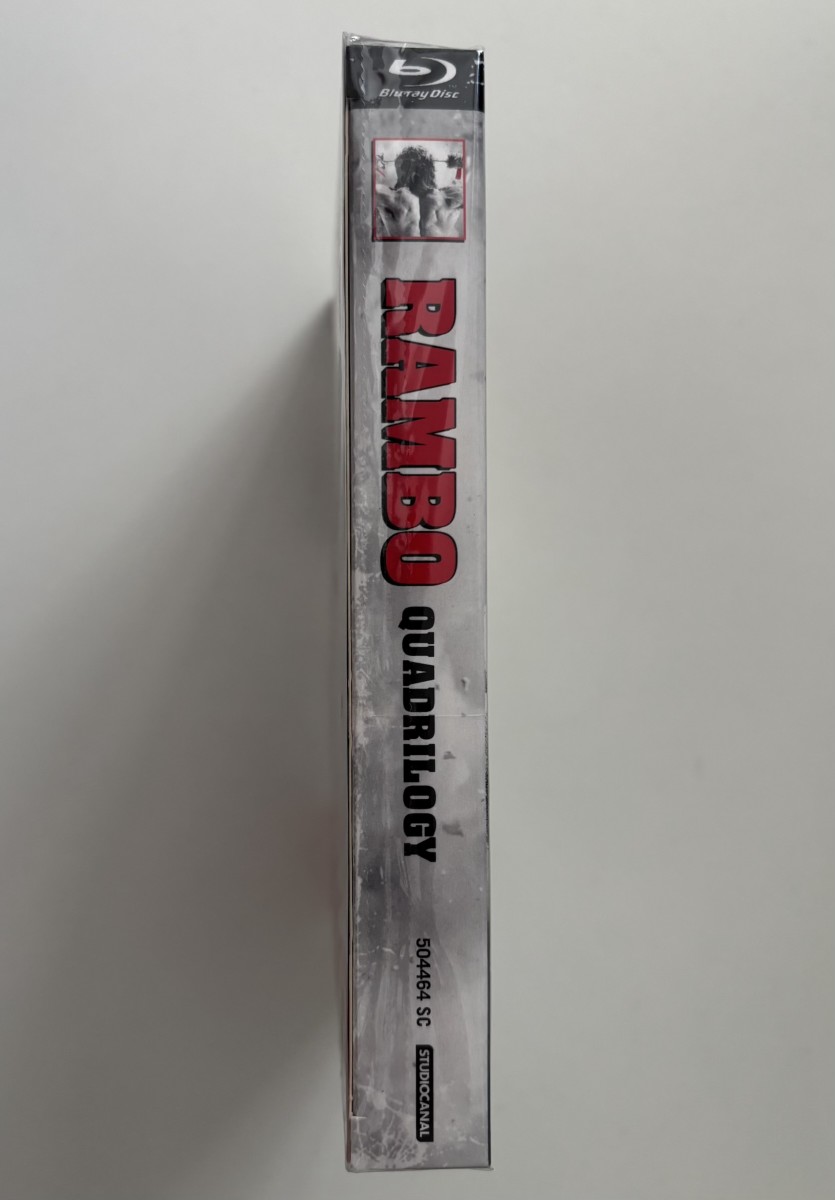 Blu-ray Disc
RAMBO
QUADRILOGY
504464 SC
STUDIOCANAL